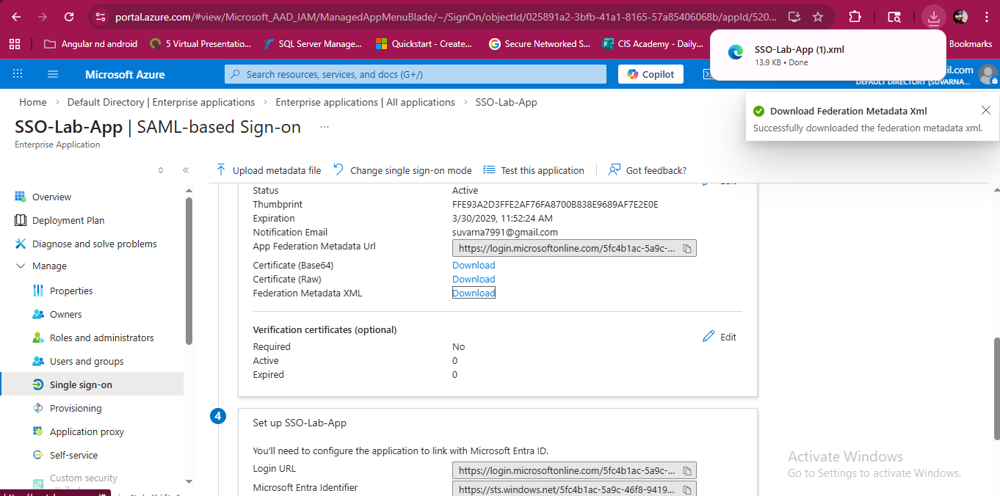 portal.azure.com/#view/Microsoft_AAD_IAM/ManagedAppMenuBlade/~/SignOn/objectId/025891a2-3bfb-41a1-8165-57a85406068b/appId/520...
Angular nd android
5 Virtual Presentatio...
SQL Server Manage...
Quickstart - Create...
Secure Networked S...
CIS Academy - Daily,...
Bookmarks
SSO-Lab-App (1).xml
13.9 KB • Done
Microsoft Azure
Search resources, services, and docs (G+/)
Copilot
il.com
DEFAULT DIRECTORY (SUVARNA...
Home > Default Directory | Enterprise applications > Enterprise applications | All applications > SSO-Lab-App
SSO-Lab-App | SAML-based Sign-on ...
Enterprise Application
Download Federation Metadata Xml
Successfully downloaded the federation metadata xml.
Upload metadata file
Change single sign-on mode
Test this application
Got feedback?
Overview
Deployment Plan
Diagnose and solve problems
Manage
Properties
Owners
Roles and administrators
Users and groups
Single sign-on
Provisioning
Application proxy
Self-service
Custom security
Edit
Status Active
Thumbprint FFE93A2D3FFE2AF76FA8700B838E9689AF7E2E0E
Expiration 3/30/2029, 11:52:24 AM
Notification Email suvarna7991@gmail.com
App Federation Metadata Url https://login.microsoftonline.com/5fc4b1ac-5a9c-...
Certificate (Base64) Download
Certificate (Raw) Download
Federation Metadata XML Download
Verification certificates (optional)
Edit
Required No
Active 0
Expired 0
4
Set up SSO-Lab-App
You'll need to configure the application to link with Microsoft Entra ID.
Login URL https://login.microsoftonline.com/5fc4b1ac-5a9c-...
Microsoft Entra Identifier https://sts.windows.net/5fc4b1ac-5a9c-46f8-9419...
Activate Windows
Go to Settings to activate Windows.